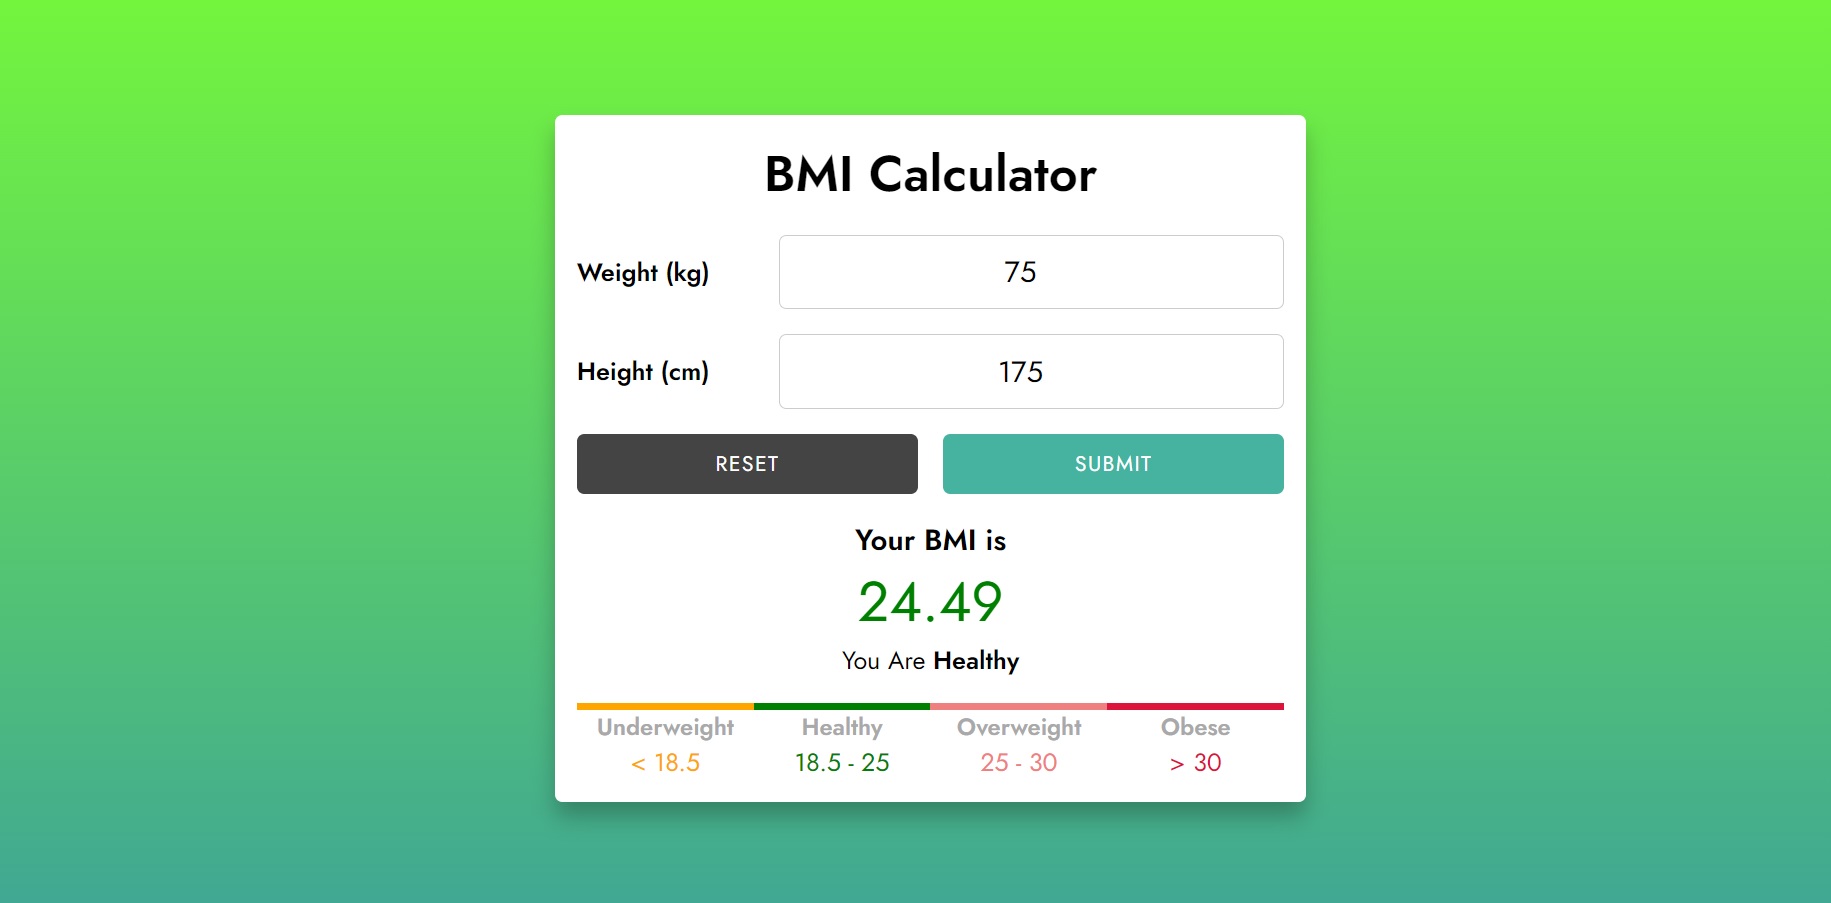 BMI Calculator
Weight (kg) 75
Height (cm) 175
RESET SUBMIT
Your BMI is
24.49
You Are Healthy
Underweight Healthy Overweight Obese
< 18.5 18.5 - 25 25 - 30 > 30